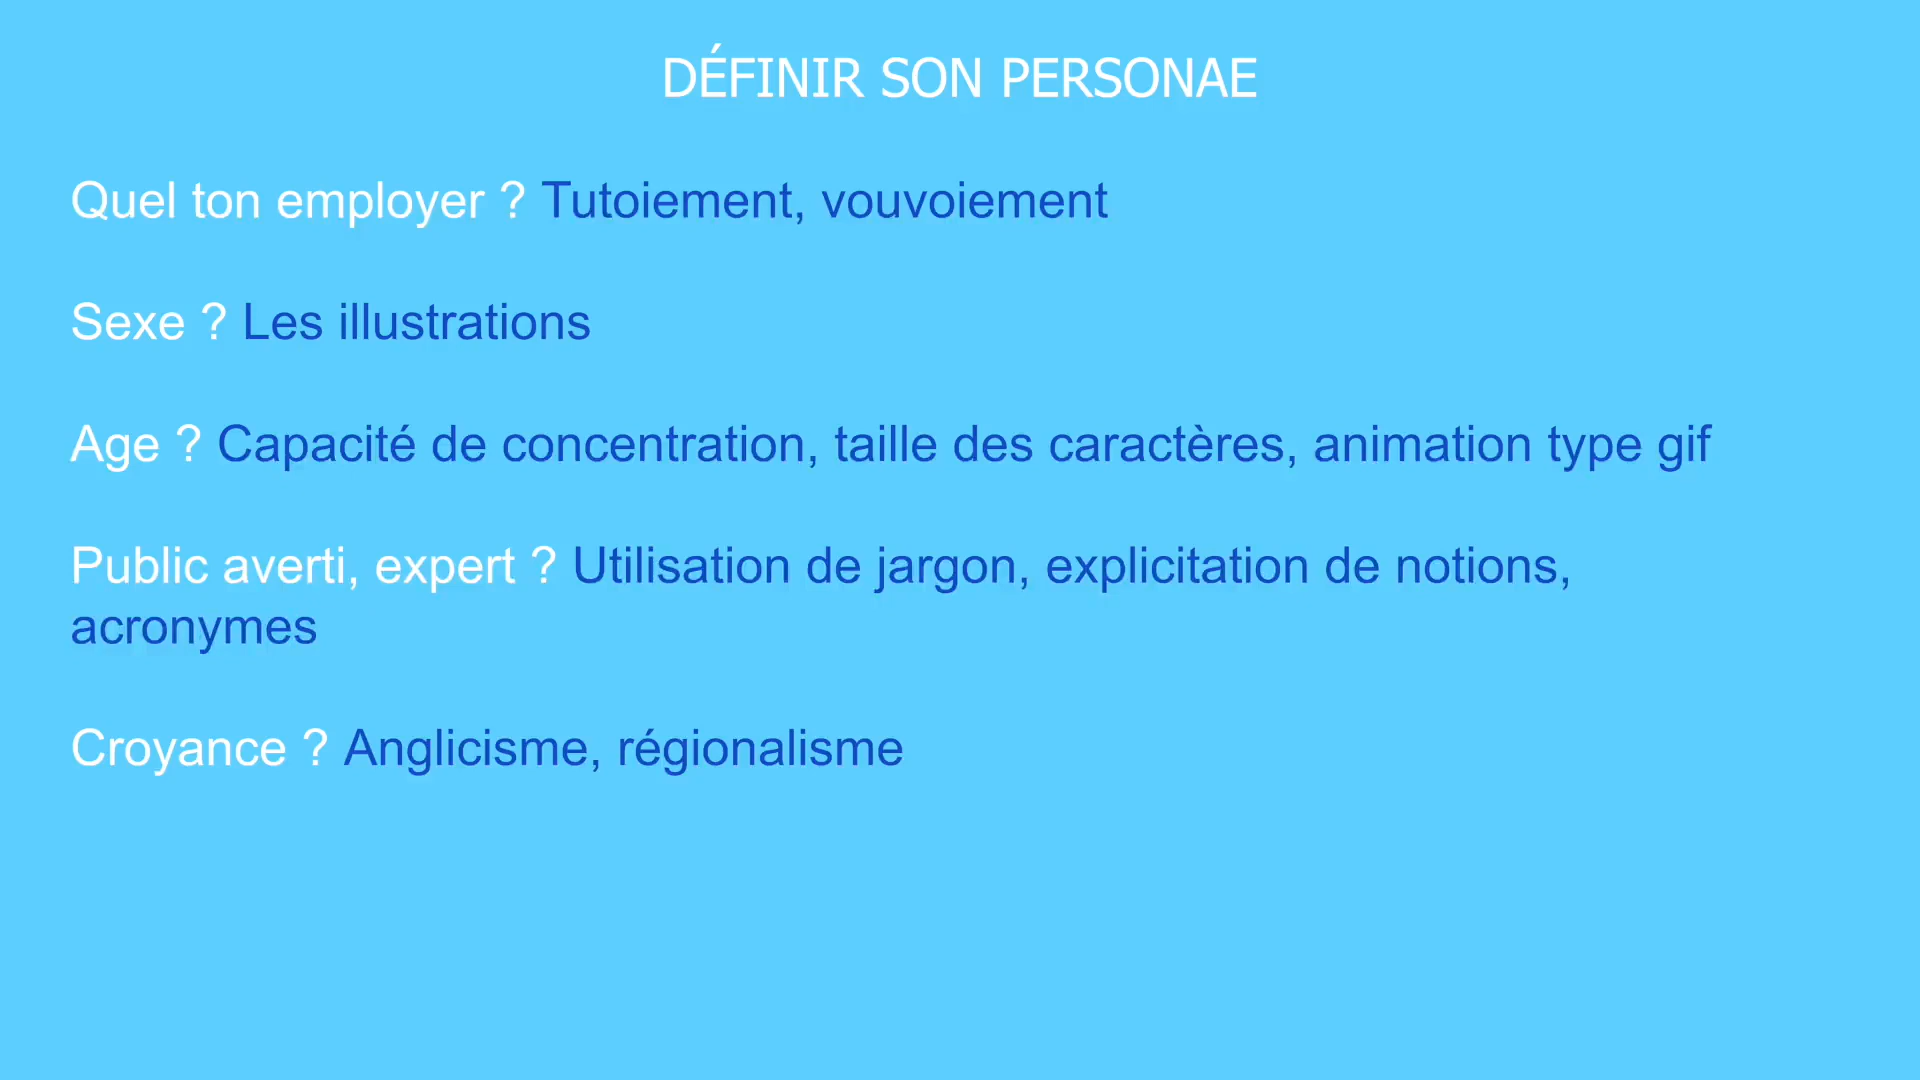 DÉFINIR SON PERSONAE
Quel ton employer ? Tutoiement, vouvoiement
Sexe ? Les illustrations
Age ? Capacité de concentration, taille des caractères, animation type gif
Public averti, expert ? Utilisation de jargon, explicitation de notions,
acronymes
Croyance ? Anglicisme, régionalisme